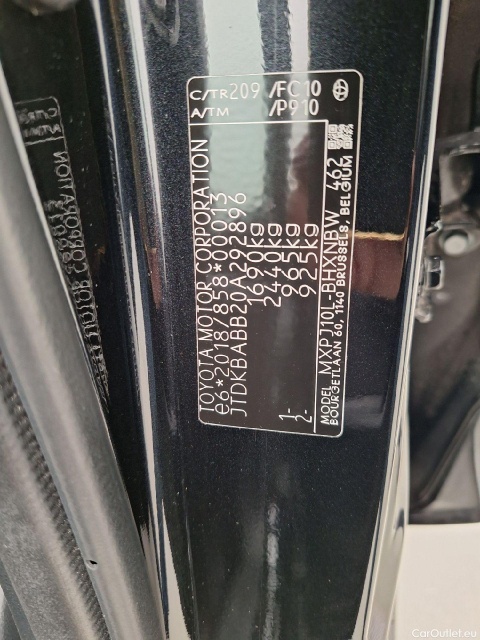 TOYOTA MOTOR CORPORATION
e6*2018/858*00013
JTDKBABB20A292896
1690kg
2440kg
1- 965kg
2- 925kg
MODEL MXPJ10L-BHXNBW 462
BOURGETLAAN 60, 1140 BRUSSELS, BELGIUM
C/TR209 /FC10
A/TM /P910
CarOutlet.eu